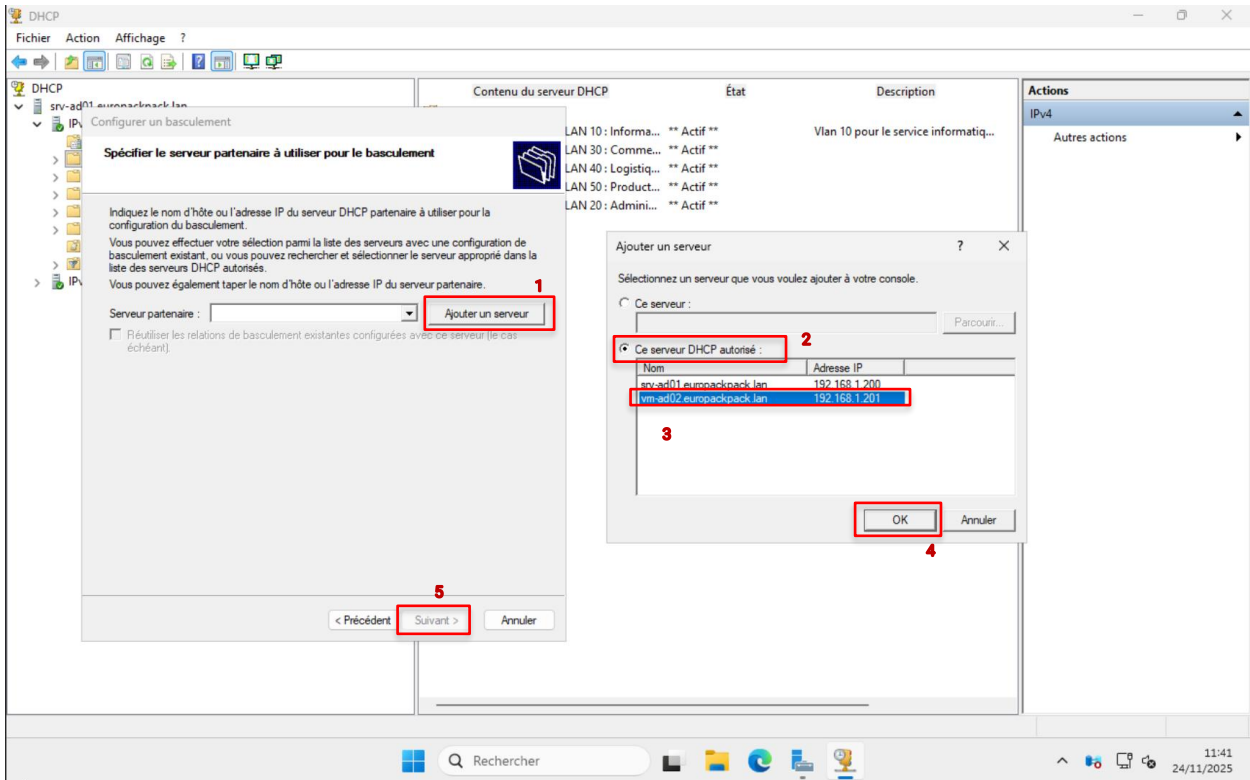 DHCP
Fichier Action Affichage ?
DHCP
srv-ad01.europackpack.lan
Contenu du serveur DHCP État Description
LAN 10 : Informa... ** Actif ** Vlan 10 pour le service informatiq...
LAN 30 : Comme... ** Actif **
LAN 40 : Logistiq... ** Actif **
LAN 50 : Product... ** Actif **
LAN 20 : Admini... ** Actif **
Actions
IPv4
Autres actions
Configurer un basculement
Spécifier le serveur partenaire à utiliser pour le basculement
Indiquez le nom d'hôte ou l'adresse IP du serveur DHCP partenaire à utiliser pour la
configuration du basculement.
Vous pouvez effectuer votre sélection parmi la liste des serveurs avec une configuration de
basculement existant, ou vous pouvez rechercher et sélectionner le serveur approprié dans la
liste des serveurs DHCP autorisés.
Vous pouvez également taper le nom d'hôte ou l'adresse IP du serveur partenaire.
1
Serveur partenaire : Ajouter un serveur
Réutiliser les relations de basculement existantes configurées avec ce serveur (le cas
échéant).
5
< Précédent Suivant > Annuler
Ajouter un serveur ? ×
Sélectionnez un serveur que vous voulez ajouter à votre console.
Ce serveur :
Parcourir...
2
Ce serveur DHCP autorisé :
Nom Adresse IP
srv-ad01.europackpack.lan 192.168.1.200
vm-ad02.europackpack.lan 192.168.1.201
3
OK Annuler
4
Rechercher
11:41
24/11/2025